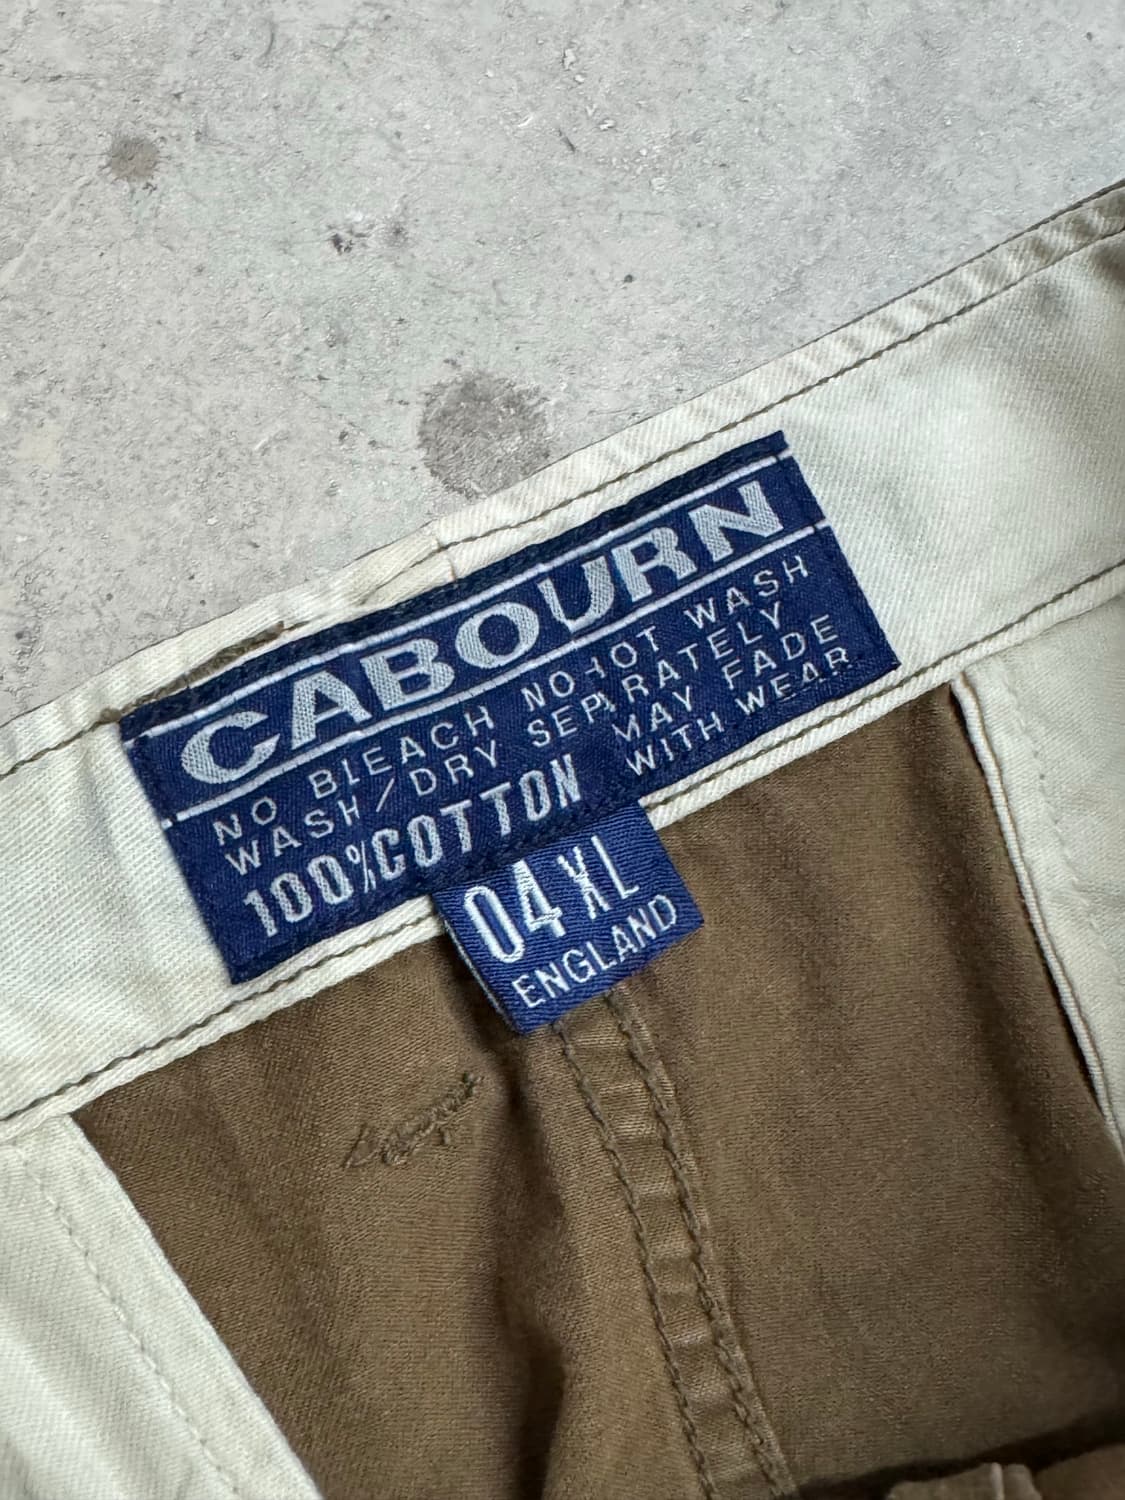 CABOURN
NO BLEACH NO HOT WASH
WASH/DRY SEPARATELY
100%COTTON MAY FADE
WITH WEAR
04 XL
ENGLAND